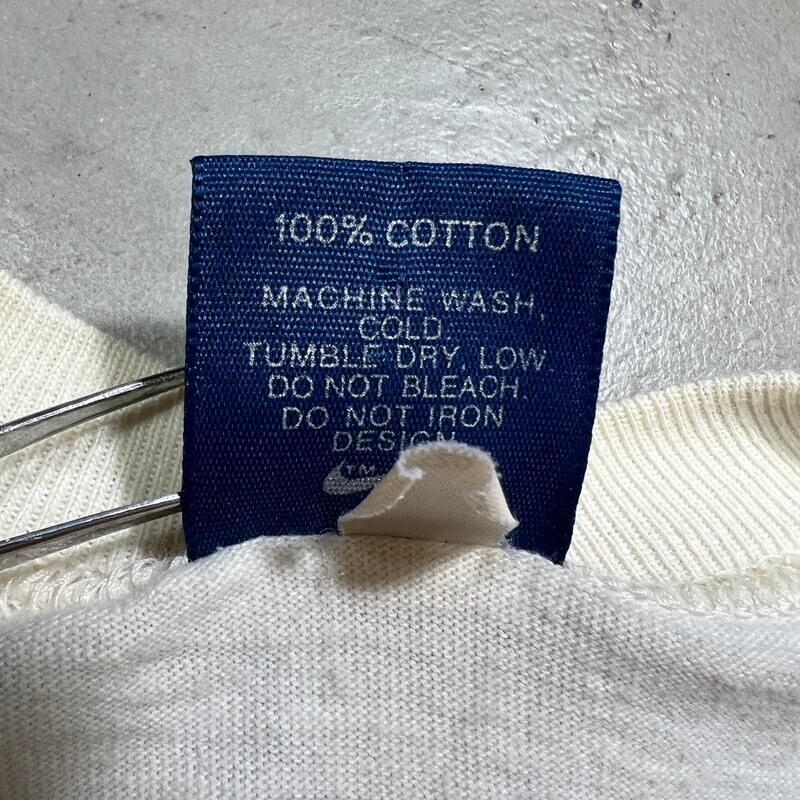 100% COTTON
MACHINE WASH,
COLD
TUMBLE DRY, LOW
DO NOT BLEACH.
DO NOT IRON
DESIGN
TM